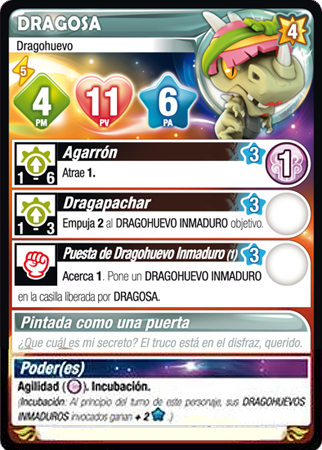 DRAGOSA
Dragohuevo
4
5
4
PM
11
PV
6
PA
1 - 6
Agarrón
3
Atrae 1.
1
1 - 3
Dragapachar
3
Empuja 2 al DRAGOHUEVO INMADURO objetivo.
Puesta de Dragohuevo Inmaduro (1)
3
Acerca 1. Pone un DRAGOHUEVO INMADURO
en la casilla liberada por DRAGOSA.
Pintada como una puerta
¿Que cuál es mi secreto? El truco está en el disfraz, querido.
Poder(es)
Agilidad ( ). Incubación.
(Incubación: Al principio del turno de este personaje, sus DRAGOHUEVOS
INMADUROS invocados ganan + 2 .)